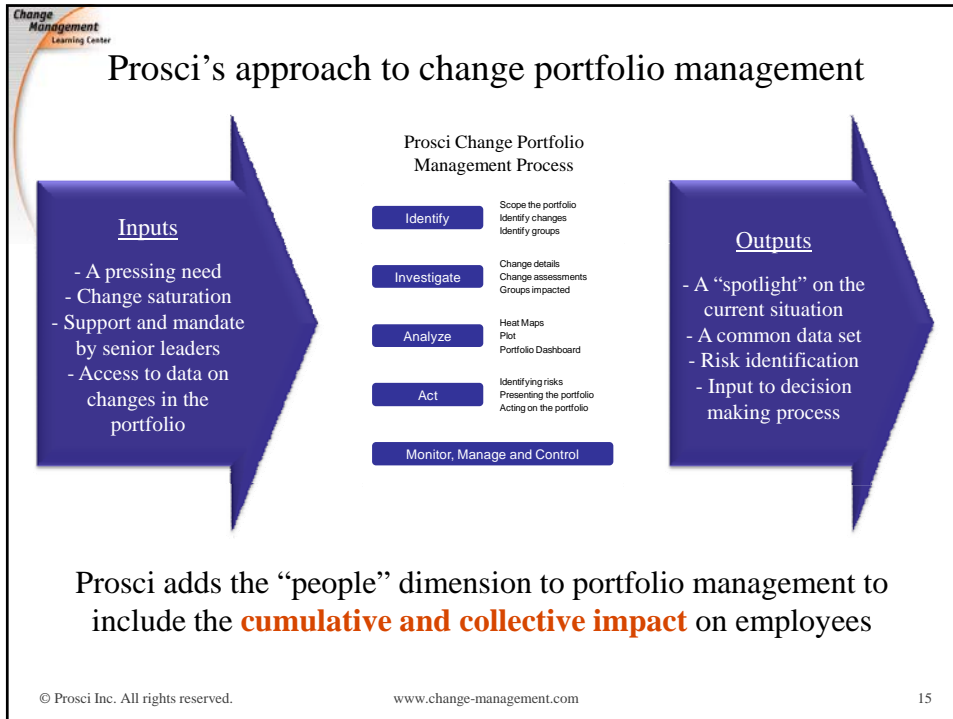 Change
Management
Learning Center
Prosci's approach to change portfolio management
Inputs
- A pressing need
- Change saturation
- Support and mandate
by senior leaders
- Access to data on
changes in the
portfolio
Prosci Change Portfolio
Management Process
Identify
Scope the portfolio
Identify changes
Identify groups
Investigate
Change details
Change assessments
Groups impacted
Analyze
Heat Maps
Plot
Portfolio Dashboard
Act
Identifying risks
Presenting the portfolio
Acting on the portfolio
Monitor, Manage and Control
Outputs
- A “spotlight” on the
current situation
- A common data set
- Risk identification
- Input to decision
making process
Prosci adds the “people” dimension to portfolio management to
include the cumulative and collective impact on employees
© Prosci Inc. All rights reserved.
www.change-management.com
15